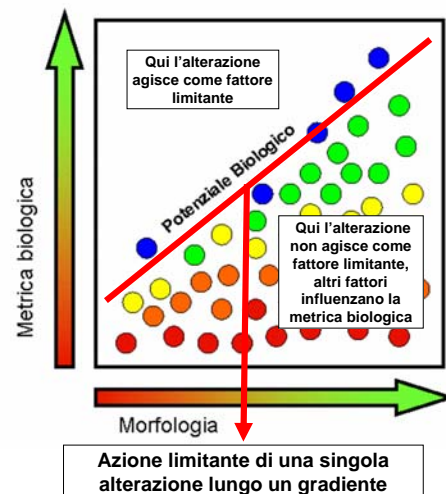 Qui l'alterazione
agisce come fattore
limitante
Potenziale Biologico
Qui l'alterazione
non agisce come
fattore limitante,
altri fattori
influenzano la
metrica biologica
Metrica biologica
Morfologia
Azione limitante di una singola
alterazione lungo un gradiente